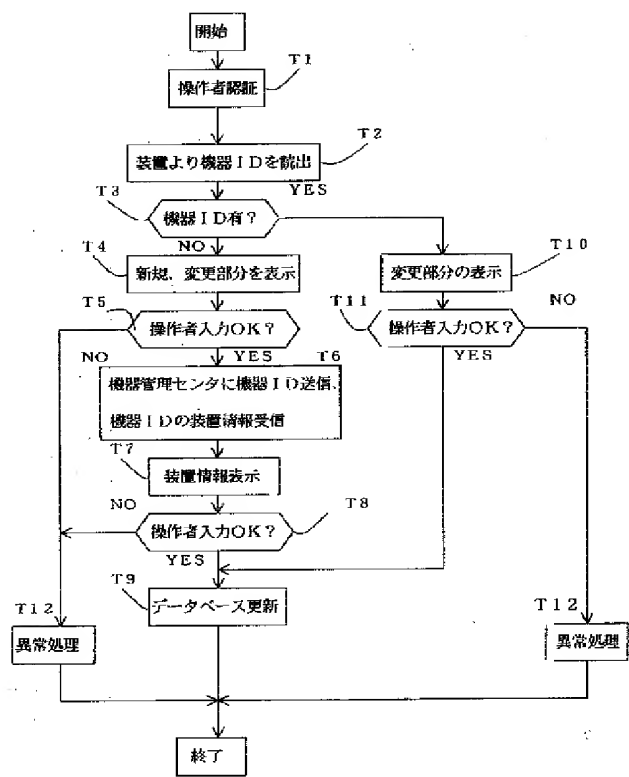 開始
T1
操作者認証
T2
装置より機器IDを読出
YES
T3
機器ID有?
NO
T4
新規、変更部分を表示
T10
変更部分の表示
T5
操作者入力OK?
T11
操作者入力OK?
NO
NO
YES
T6
YES
機器管理センタに機器ID送信、
機器IDの装置情報受信
T7
装置情報表示
NO
T8
操作者入力OK?
YES
T9
データベース更新
T12
異常処理
T12
異常処理
終了